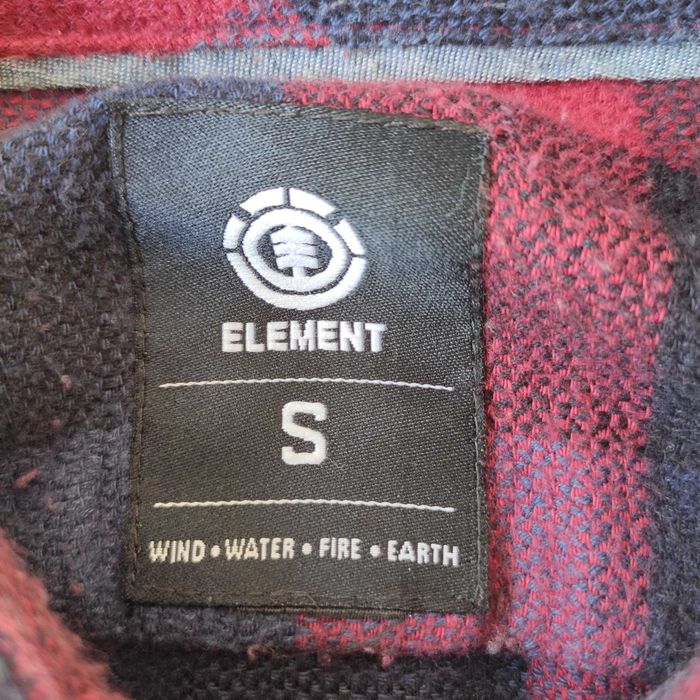 ELEMENT
S
WIND • WATER • FIRE • EARTH